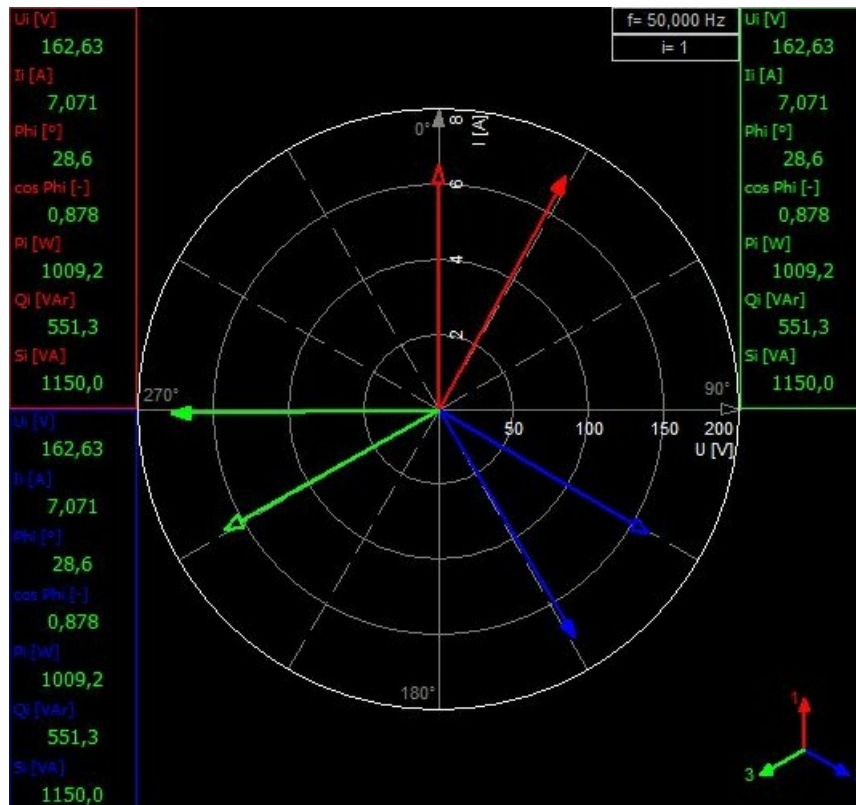 Ui [V]
162,63
Ii [A]
7,071
Phi [º]
28,6
cos Phi [-]
0,878
Pi [W]
1009,2
Qi [VAr]
551,3
Si [VA]
1150,0
Ui [V]
162,63
Ii [A]
7,071
Phi [º]
28,6
cos Phi [-]
0,878
Pi [W]
1009,2
Qi [VAr]
551,3
Si [VA]
1150,0
f= 50,000 Hz
i= 1
0°
8
I [A]
6
4
2
270°
90°
50 100 150 200
U [V]
180°
Ui [V]
162,63
Ii [A]
7,071
Phi [º]
28,6
cos Phi [-]
0,878
Pi [W]
1009,2
Qi [VAr]
551,3
Si [VA]
1150,0
1
3